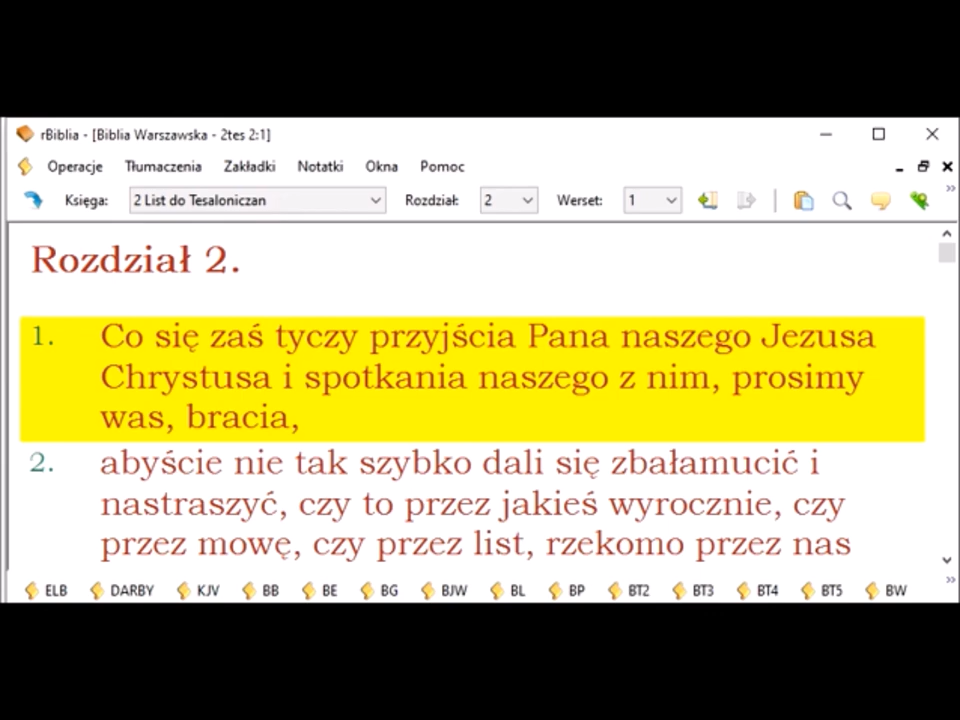 rBiblia - [Biblia Warszawska - 2tes 2:1]
Operacje Tłumaczenia Zakładki Notatki Okna Pomoc
Księga: 2 List do Tesaloniczan Rozdział: 2 Werset: 1
Rozdział 2.
1. Co się zaś tyczy przyjścia Pana naszego Jezusa
Chrystusa i spotkania naszego z nim, prosimy
was, bracia,
2. abyście nie tak szybko dali się zbałamucić i
nastraszyć, czy to przez jakieś wyrocznie, czy
przez mowę, czy przez list, rzekomo przez nas
ELB DARBY KJV BB BE BG BJW BL BP BT2 BT3 BT4 BT5 BW